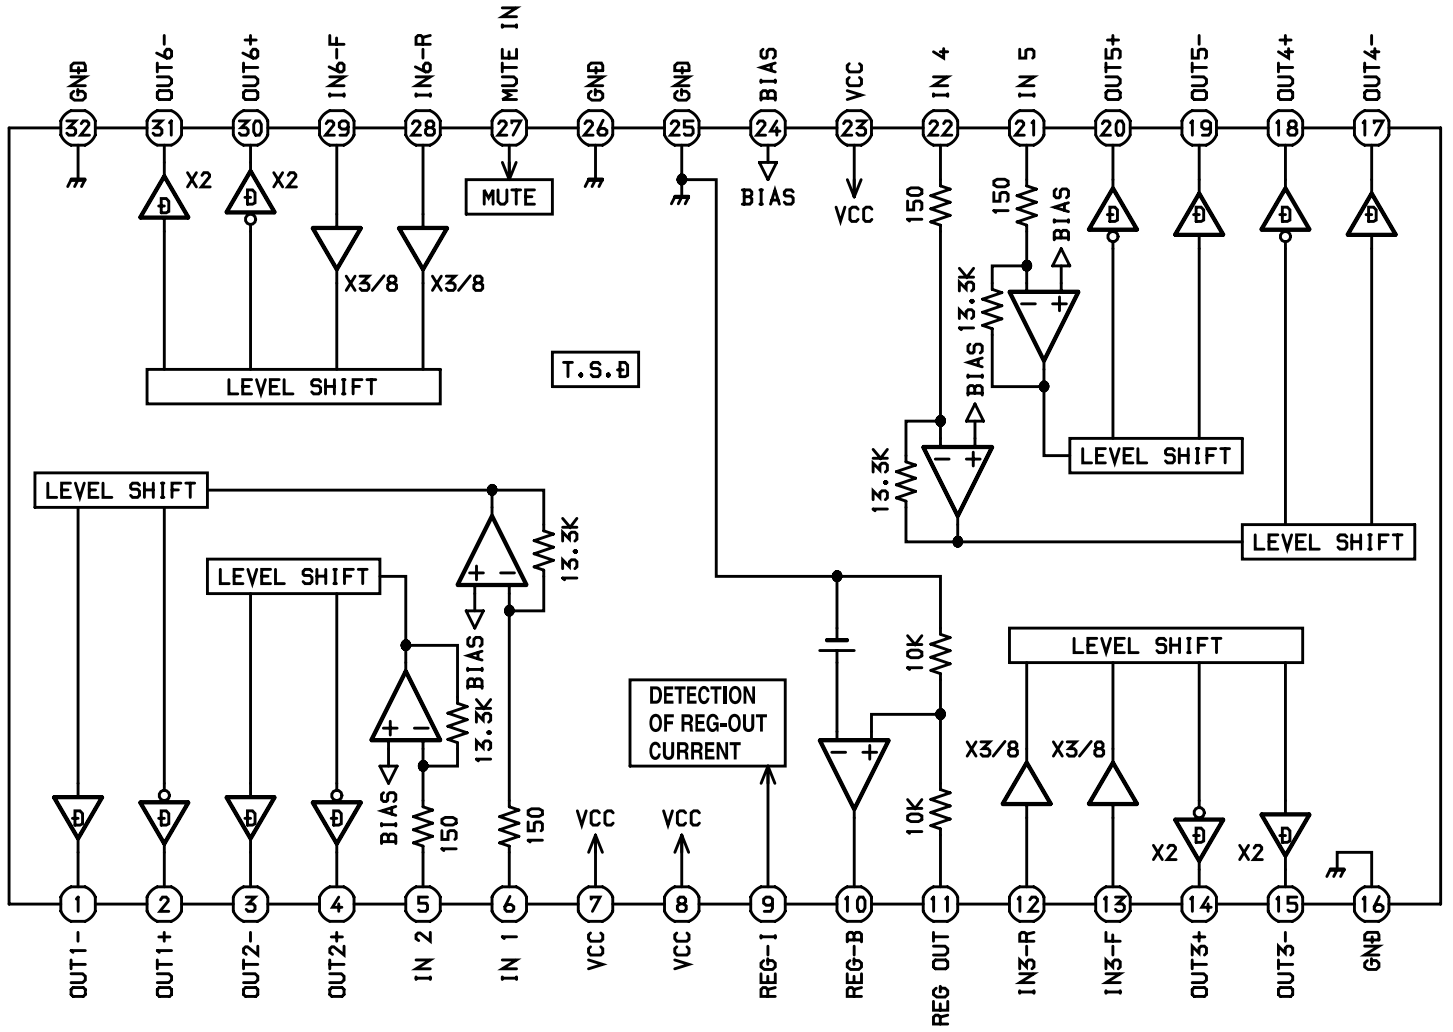 GND
OUT6-
OUT6+
IN6-F
IN6-R
MUTE IN
GND
GND
BIAS
VCC
IN 4
IN 5
OUT5+
OUT5-
OUT4+
OUT4-
32
31
30
29
28
27
26
25
24
23
22
21
20
19
18
17
X2
X2
MUTE
BIAS
VCC
150
150
BIAS
D
D
D
D
D
D
X3/8
X3/8
13.3K
- +
T.S.D
BIAS
LEVEL SHIFT
13.3K
- +
LEVEL SHIFT
LEVEL SHIFT
LEVEL SHIFT
13.3K
+ -
LEVEL SHIFT
BIAS
10K
LEVEL SHIFT
13.3K
+ -
DETECTION
OF REG-OUT
CURRENT
- +
X3/8
X3/8
BIAS
150
150
VCC
VCC
10K
D
D
D
D
D
D
X2
X2
1
2
3
4
5
6
7
8
9
10
11
12
13
14
15
16
OUT1-
OUT1+
OUT2-
OUT2+
IN 2
IN 1
VCC
VCC
REG-I
REG-B
REG OUT
IN3-R
IN3-F
OUT3+
OUT3-
GND